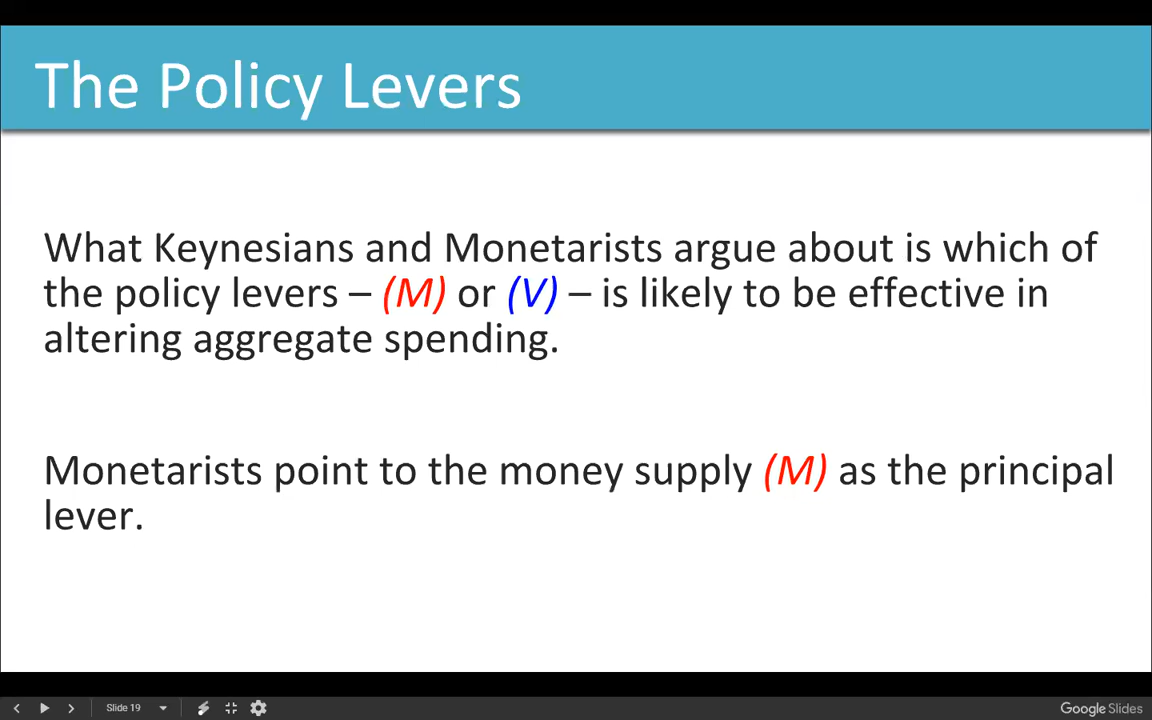 The Policy Levers
What Keynesians and Monetarists argue about is which of
the policy levers – (M) or (V) – is likely to be effective in
altering aggregate spending.
Monetarists point to the money supply (M) as the principal
lever.
Slide 19
Google Slides